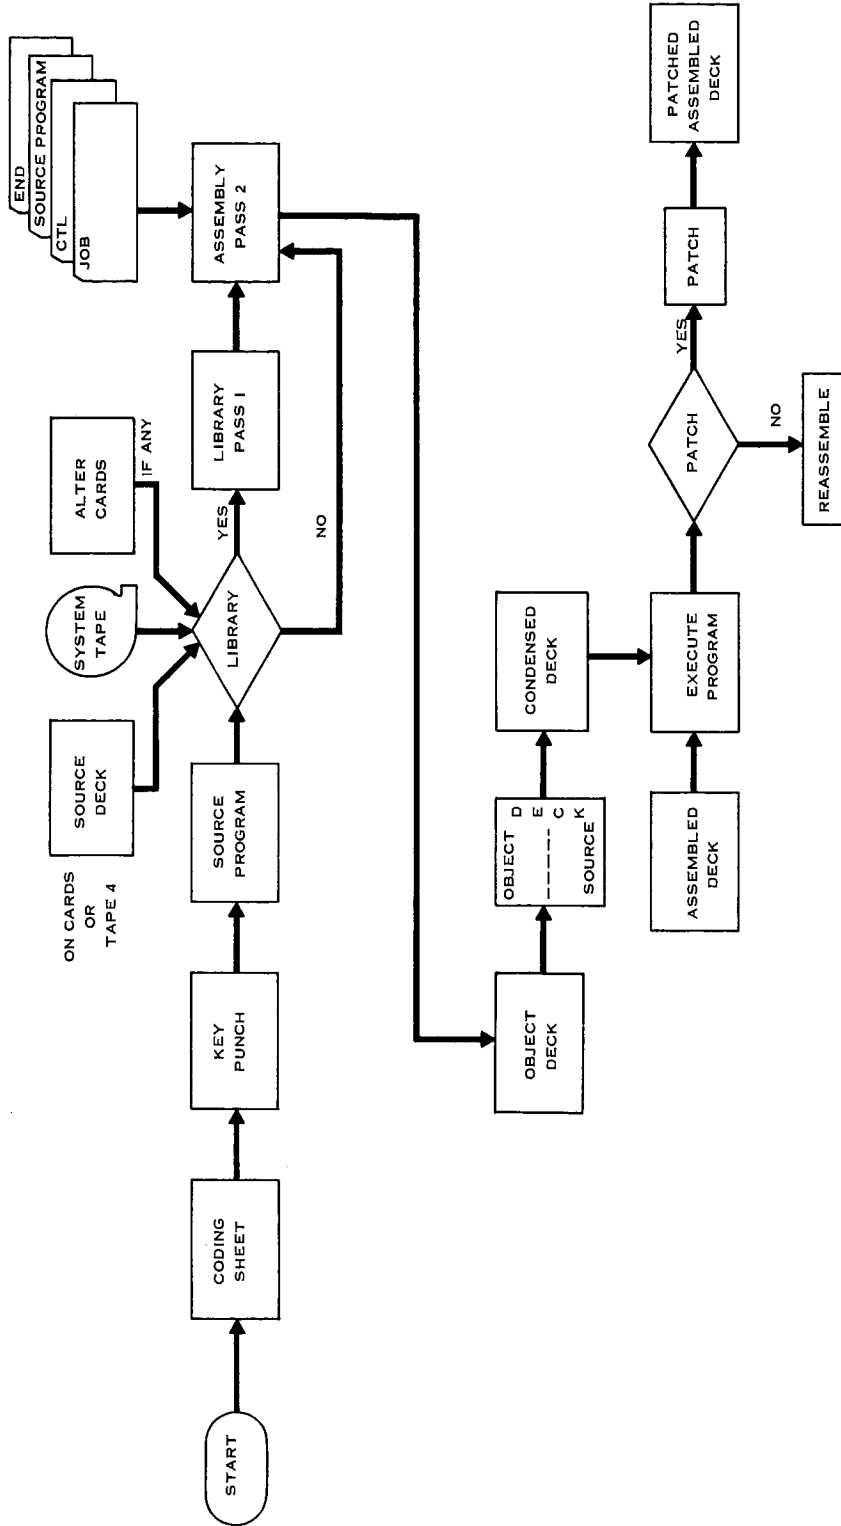 START
CODING
SHEET
KEY
PUNCH
SOURCE
PROGRAM
ON CARDS
OR
TAPE 4
SOURCE
DECK
SYSTEM
TAPE
ALTER
CARDS
IF ANY
LIBRARY
YES
NO
LIBRARY
PASS 1
END
SOURCE PROGRAM
CTL
JOB
ASSEMBLY
PASS 2
OBJECT
DECK
OBJECT
-----
SOURCE
DECK
CONDENSED
DECK
ASSEMBLED
DECK
EXECUTE
PROGRAM
PATCH
YES
NO
REASSEMBLE
PATCH
PATCHED
ASSEMBLED
DECK